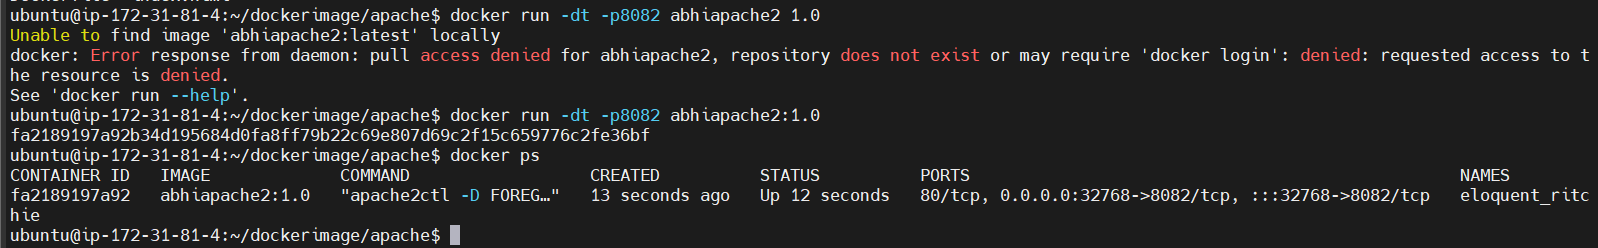 ubuntu@ip-172-31-81-4:~/dockerimage/apache$ docker run -dt -p8082 abhiapache2 1.0
Unable to find image 'abhiapache2:latest' locally
docker: Error response from daemon: pull access denied for abhiapache2, repository does not exist or may require 'docker login': denied: requested access to t
he resource is denied.
See 'docker run --help'.
ubuntu@ip-172-31-81-4:~/dockerimage/apache$ docker run -dt -p8082 abhiapache2:1.0
fa2189197a92b34d195684d0fa8ff79b22c69e807d69c2f15c659776c2fe36bf
ubuntu@ip-172-31-81-4:~/dockerimage/apache$ docker ps
CONTAINER ID   IMAGE             COMMAND                  CREATED          STATUS          PORTS                                                 NAMES
fa2189197a92   abhiapache2:1.0   "apache2ctl -D FOREG…"   13 seconds ago   Up 12 seconds   80/tcp, 0.0.0.0:32768->8082/tcp, :::32768->8082/tcp   eloquent_ritc
hie
ubuntu@ip-172-31-81-4:~/dockerimage/apache$